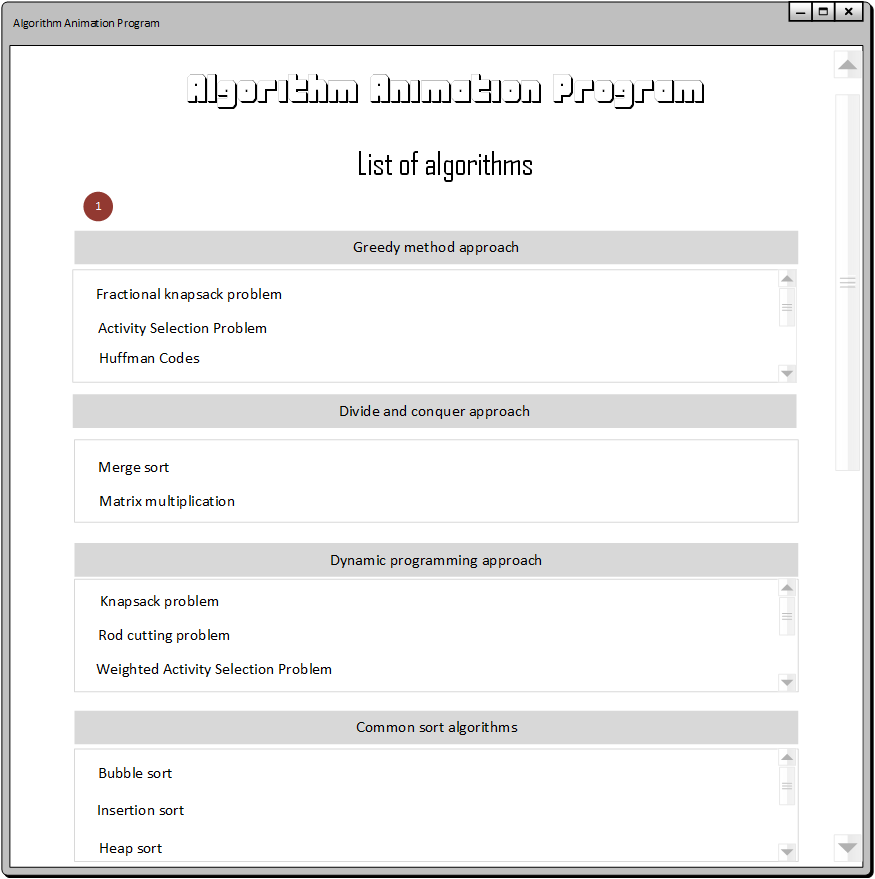 Algorithm Animation Program
Algorithm Animation Program
List of algorithms
1
Greedy method approach
Fractional knapsack problem
Activity Selection Problem
Huffman Codes
Divide and conquer approach
Merge sort
Matrix multiplication
Dynamic programming approach
Knapsack problem
Rod cutting problem
Weighted Activity Selection Problem
Common sort algorithms
Bubble sort
Insertion sort
Heap sort